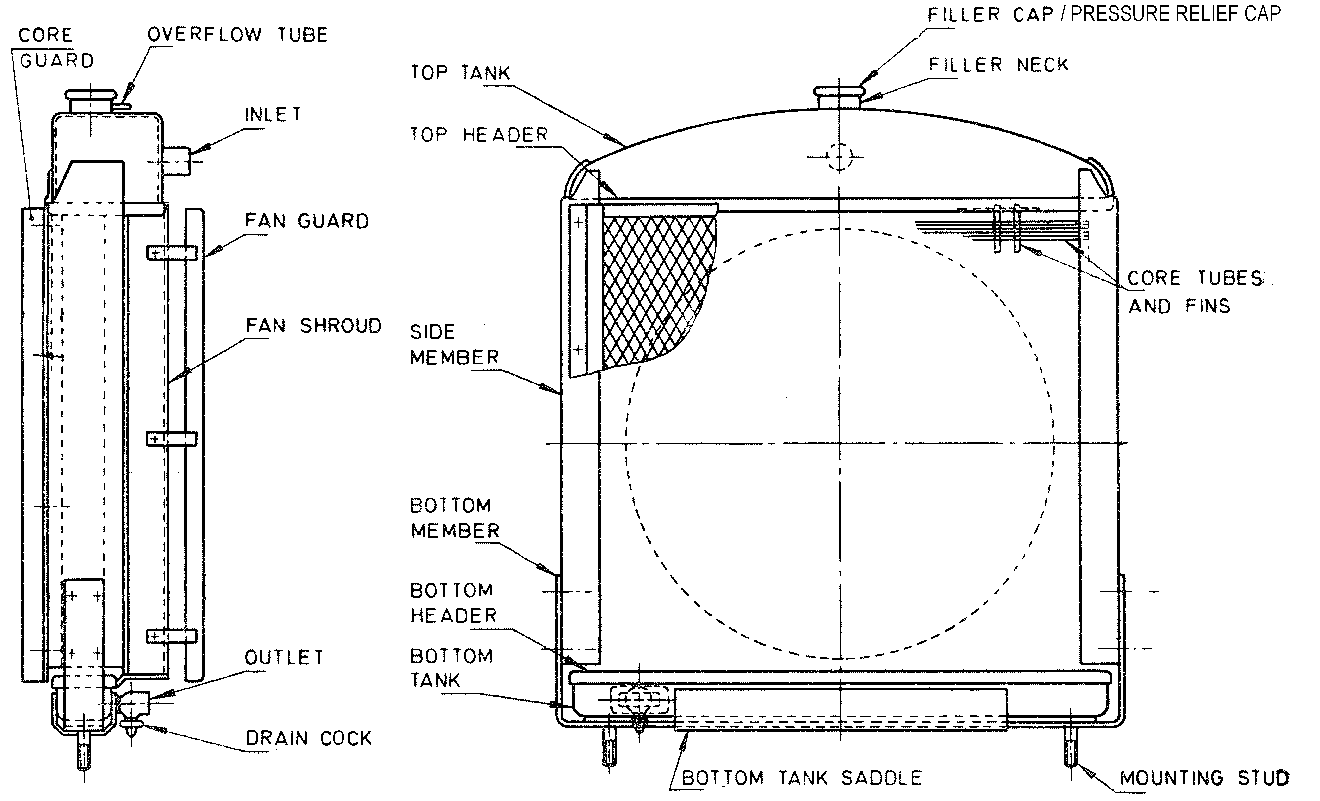 CORE
GUARD
OVERFLOW TUBE
INLET
FAN GUARD
FAN SHROUD
OUTLET
DRAIN COCK
FILLER CAP / PRESSURE RELIEF CAP
FILLER NECK
TOP TANK
TOP HEADER
CORE TUBES
AND FINS
SIDE
MEMBER
BOTTOM
MEMBER
BOTTOM
HEADER
BOTTOM
TANK
BOTTOM TANK SADDLE
MOUNTING STUD